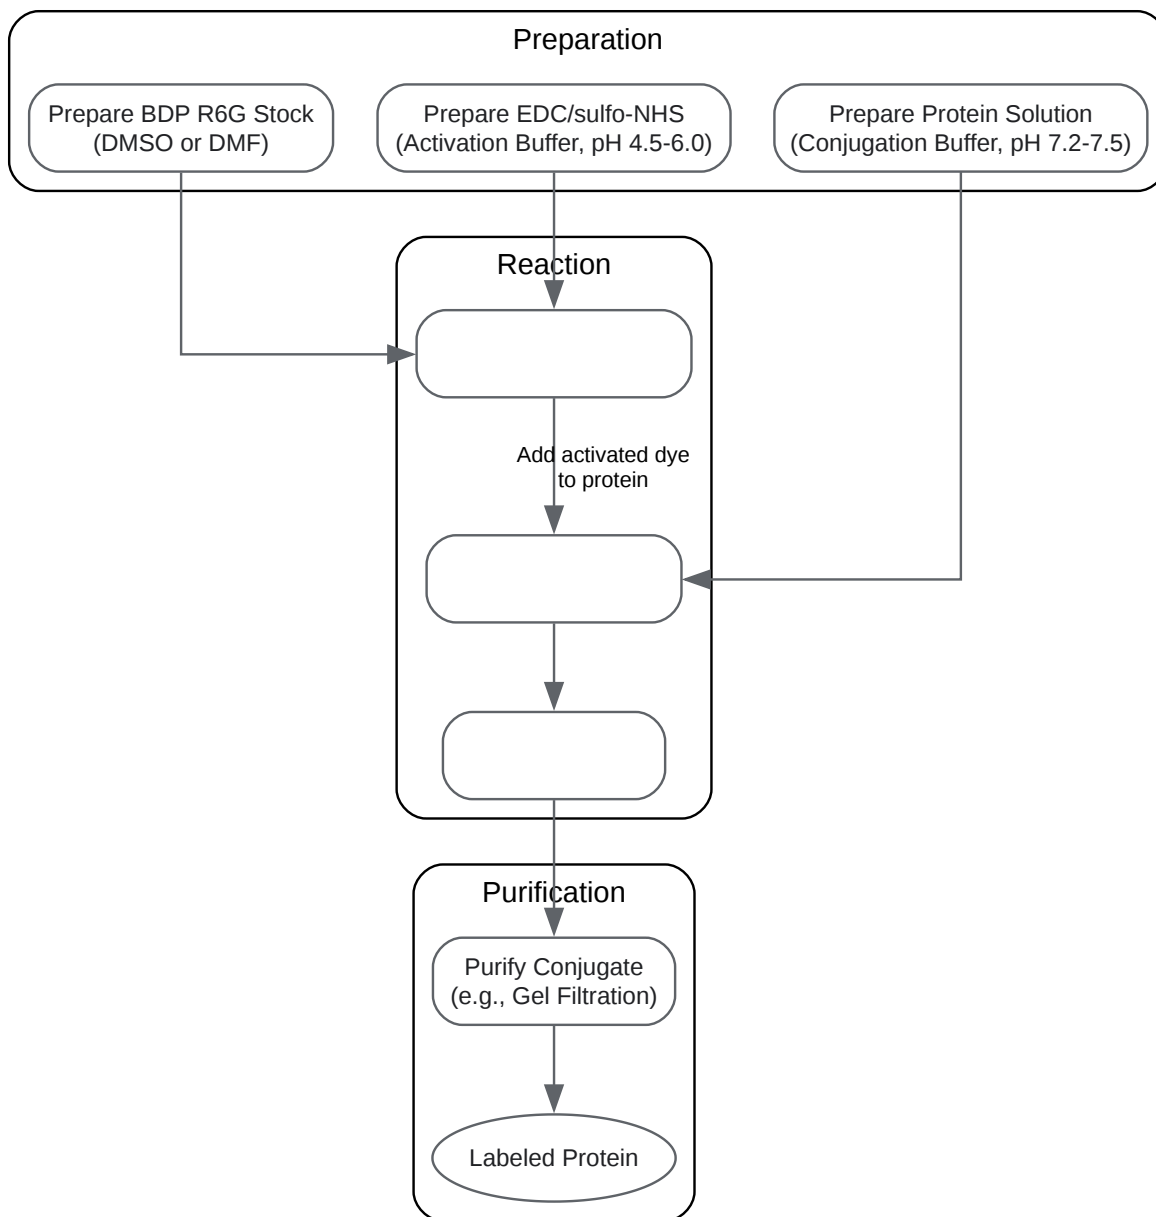 Preparation
Prepare BDP R6G Stock
(DMSO or DMF)
Prepare EDC/sulfo-NHS
(Activation Buffer, pH 4.5-6.0)
Prepare Protein Solution
(Conjugation Buffer, pH 7.2-7.5)
Reaction
Add activated dye
to protein
Purification
Purify Conjugate
(e.g., Gel Filtration)
Labeled Protein